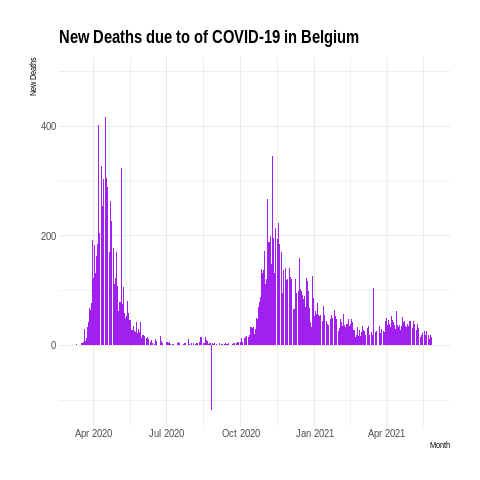 New Deaths due to of COVID-19 in Belgium
New Deaths
400
200
0
Apr 2020 Jul 2020 Oct 2020 Jan 2021 Apr 2021
Month